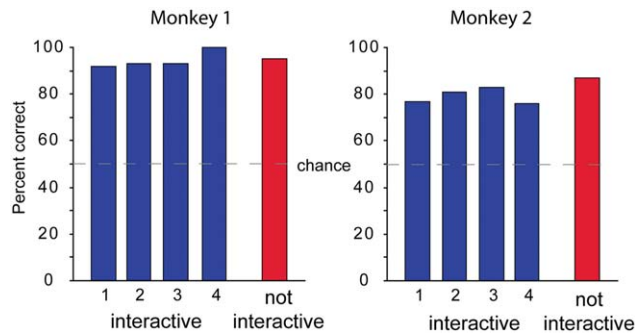 Monkey 1
Monkey 2
Percent correct
100
80
60
40
20
0
1 2 3 4
not
interactive
interactive
chance
100
80
60
40
20
0
1 2 3 4
not
interactive
interactive